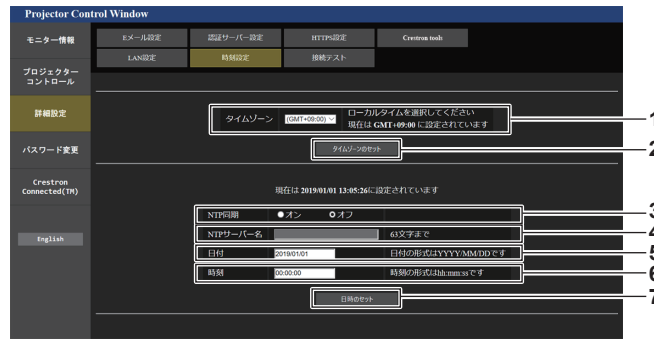 Projector Control Window
モニター情報
Eメール設定
認証サーバー設定
HTTPS設定
Crestron tools
LAN設定
時刻設定
接続テスト
プロジェクター
コントロール
詳細設定
タイムゾーン
(GMT+09:00)
ローカルタイムを選択してください
現在は GMT+09:00 に設定されています
1
パスワード変更
タイムゾーンのセット
2
Crestron
Connected(TM)
現在は 2019/01/01 13:05:26に設定されています
NTP同期
オン
オフ
3
English
NTPサーバー名
63文字まで
4
日付
2019/01/01
日付の形式はYYYY/MM/DDです
5
時刻
00:00:00
時刻の形式はhh:mm:ssです
6
日時のセット
7